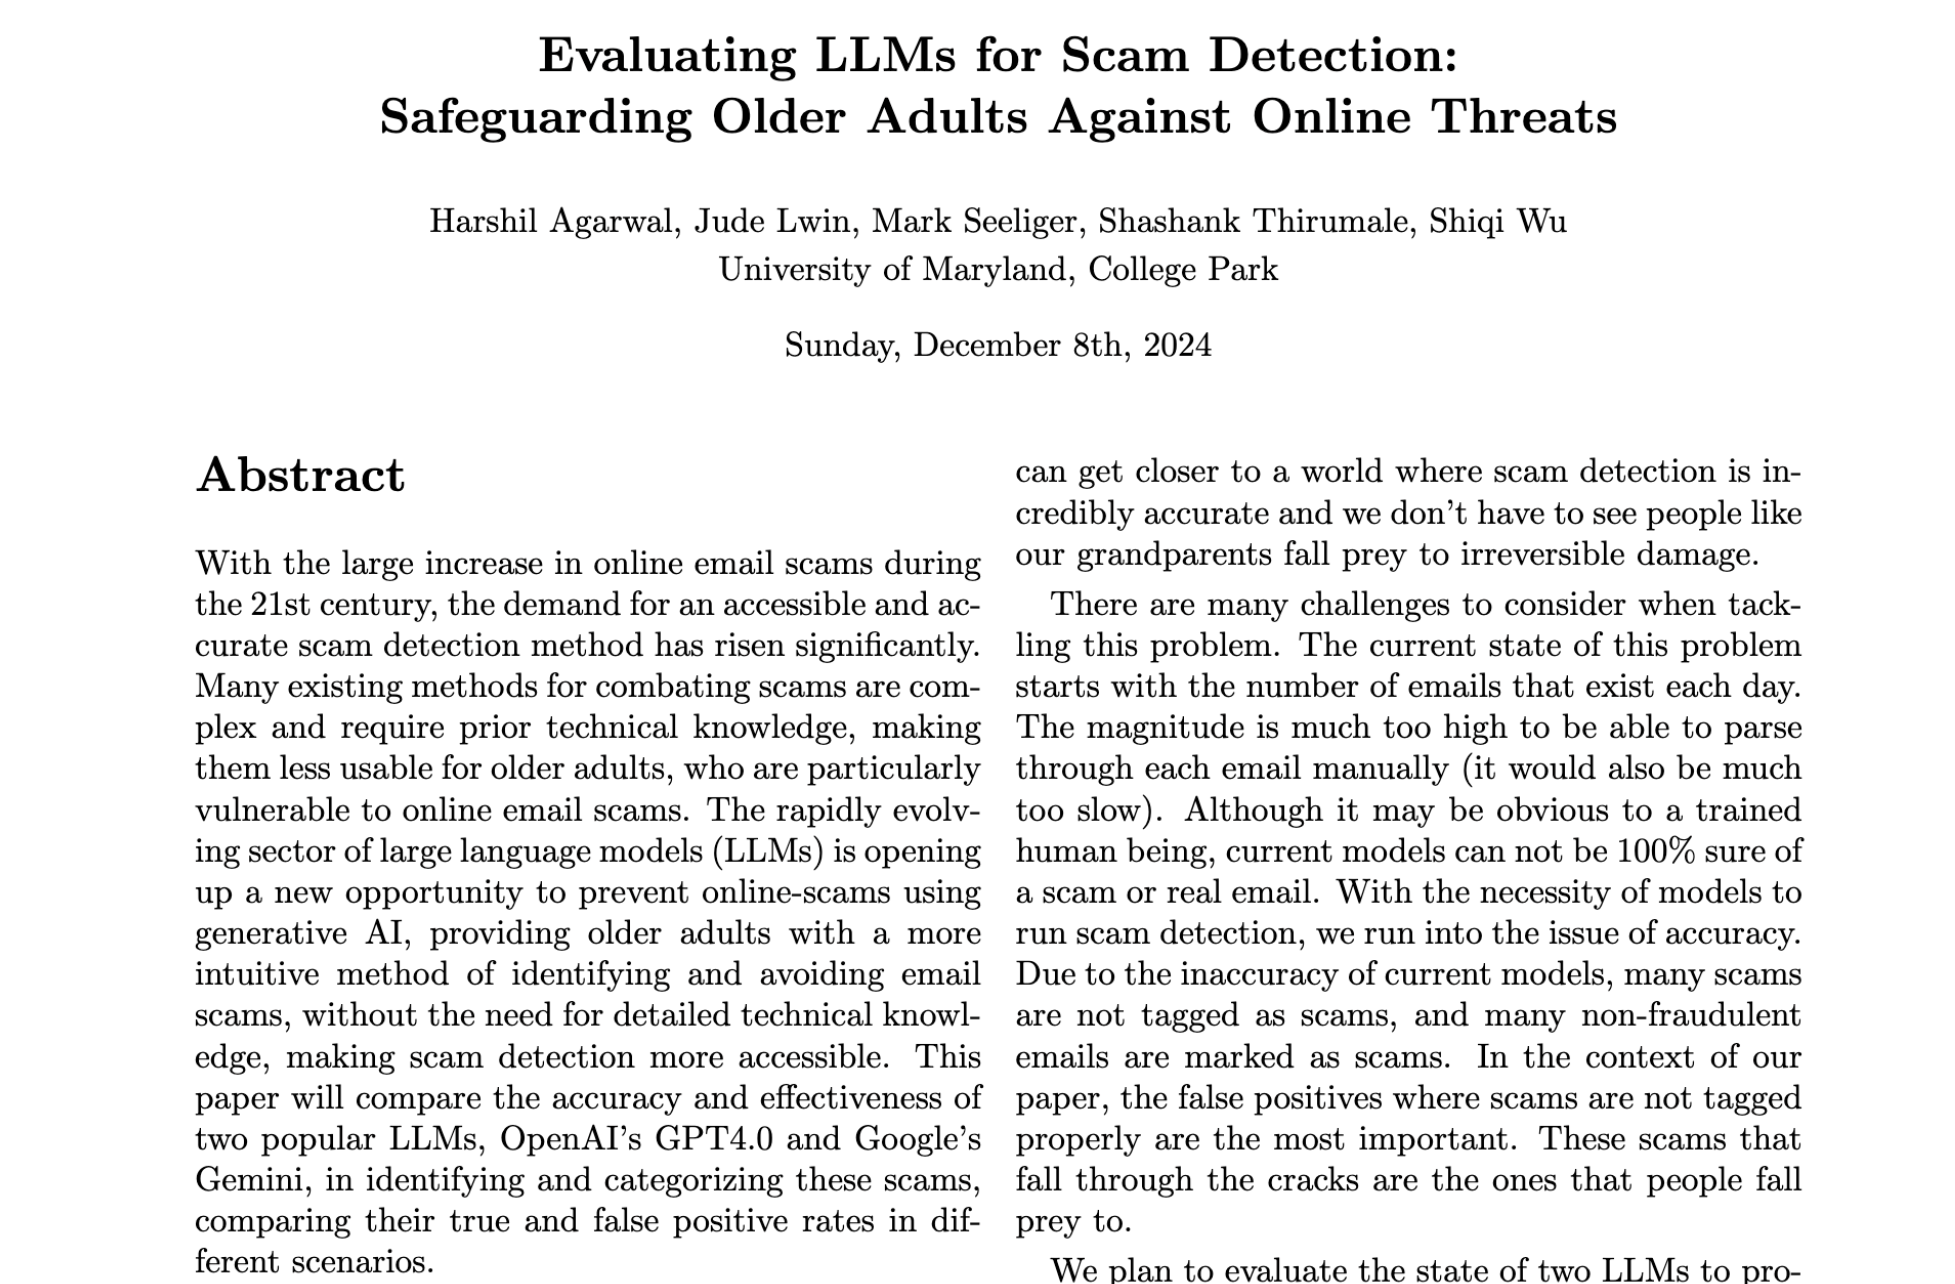 Evaluating LLMs for Scam Detection:
Safeguarding Older Adults Against Online Threats
Harshil Agarwal, Jude Lwin, Mark Seeliger, Shashank Thirumale, Shiqi Wu
University of Maryland, College Park
Sunday, December 8th, 2024
Abstract
With the large increase in online email scams during
the 21st century, the demand for an accessible and ac-
curate scam detection method has risen significantly.
Many existing methods for combating scams are com-
plex and require prior technical knowledge, making
them less usable for older adults, who are particularly
vulnerable to online email scams. The rapidly evolv-
ing sector of large language models (LLMs) is opening
up a new opportunity to prevent online-scams using
generative AI, providing older adults with a more
intuitive method of identifying and avoiding email
scams, without the need for detailed technical knowl-
edge, making scam detection more accessible. This
paper will compare the accuracy and effectiveness of
two popular LLMs, OpenAI's GPT4.0 and Google's
Gemini, in identifying and categorizing these scams,
comparing their true and false positive rates in dif-
ferent scenarios.
can get closer to a world where scam detection is in-
credibly accurate and we don't have to see people like
our grandparents fall prey to irreversible damage.
There are many challenges to consider when tack-
ling this problem. The current state of this problem
starts with the number of emails that exist each day.
The magnitude is much too high to be able to parse
through each email manually (it would also be much
too slow). Although it may be obvious to a trained
human being, current models can not be 100% sure of
a scam or real email. With the necessity of models to
run scam detection, we run into the issue of accuracy.
Due to the inaccuracy of current models, many scams
are not tagged as scams, and many non-fraudulent
emails are marked as scams. In the context of our
paper, the false positives where scams are not tagged
properly are the most important. These scams that
fall through the cracks are the ones that people fall
prey to.
We plan to evaluate the state of two LLMs to pro-